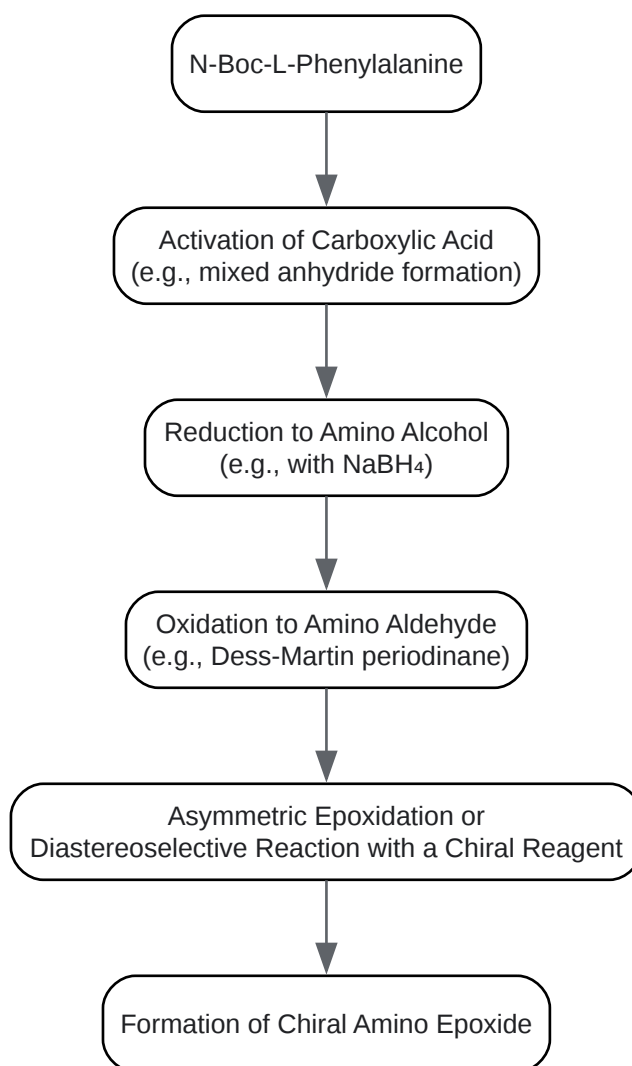 N-Boc-L-Phenylalanine
Activation of Carboxylic Acid
(e.g., mixed anhydride formation)
Reduction to Amino Alcohol
(e.g., with NaBH₄)
Oxidation to Amino Aldehyde
(e.g., Dess-Martin periodinane)
Asymmetric Epoxidation or
Diastereoselective Reaction with a Chiral Reagent
Formation of Chiral Amino Epoxide